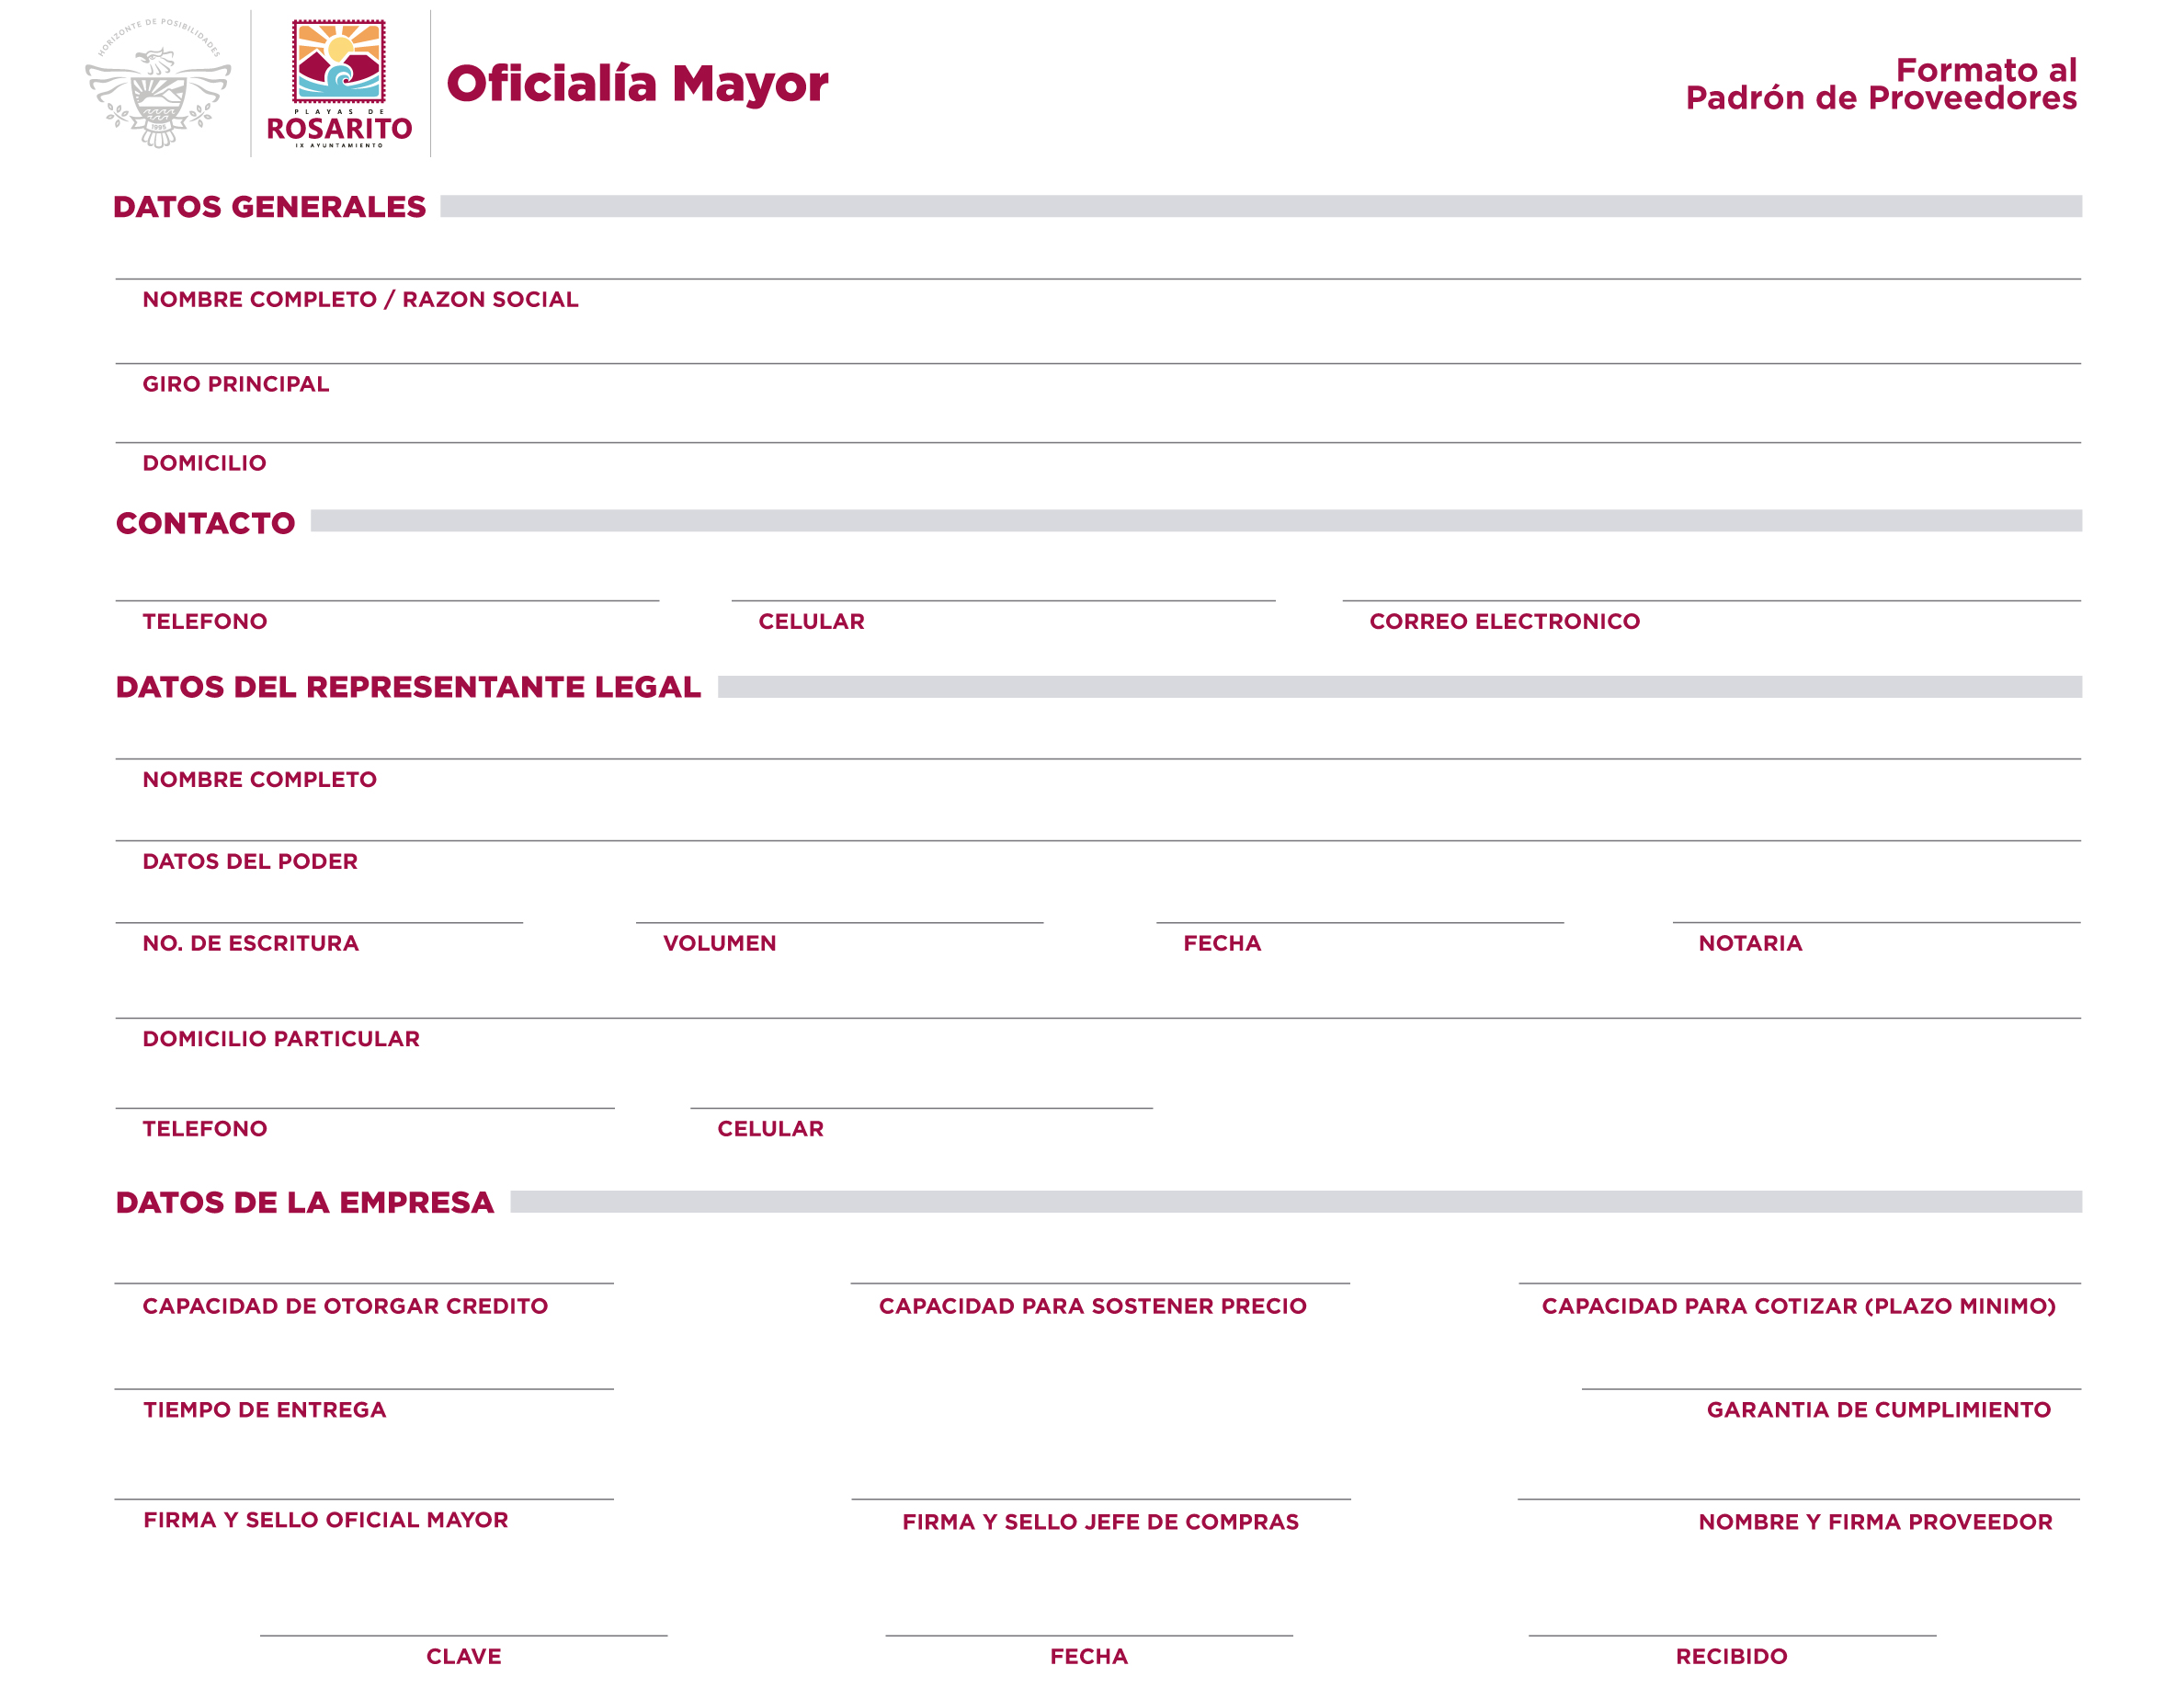 HORIZONTE DE POSIBILIDADES
1995
PLAYAS DE
ROSARITO
IX AYUNTAMIENTO
Oficialía Mayor
Formato al
Padrón de Proveedores
DATOS GENERALES
NOMBRE COMPLETO / RAZON SOCIAL
GIRO PRINCIPAL
DOMICILIO
CONTACTO
TELEFONO CELULAR CORREO ELECTRONICO
DATOS DEL REPRESENTANTE LEGAL
NOMBRE COMPLETO
DATOS DEL PODER
NO. DE ESCRITURA VOLUMEN FECHA NOTARIA
DOMICILIO PARTICULAR
TELEFONO CELULAR
DATOS DE LA EMPRESA
CAPACIDAD DE OTORGAR CREDITO CAPACIDAD PARA SOSTENER PRECIO CAPACIDAD PARA COTIZAR (PLAZO MINIMO)
TIEMPO DE ENTREGA GARANTIA DE CUMPLIMIENTO
FIRMA Y SELLO OFICIAL MAYOR FIRMA Y SELLO JEFE DE COMPRAS NOMBRE Y FIRMA PROVEEDOR
CLAVE FECHA RECIBIDO